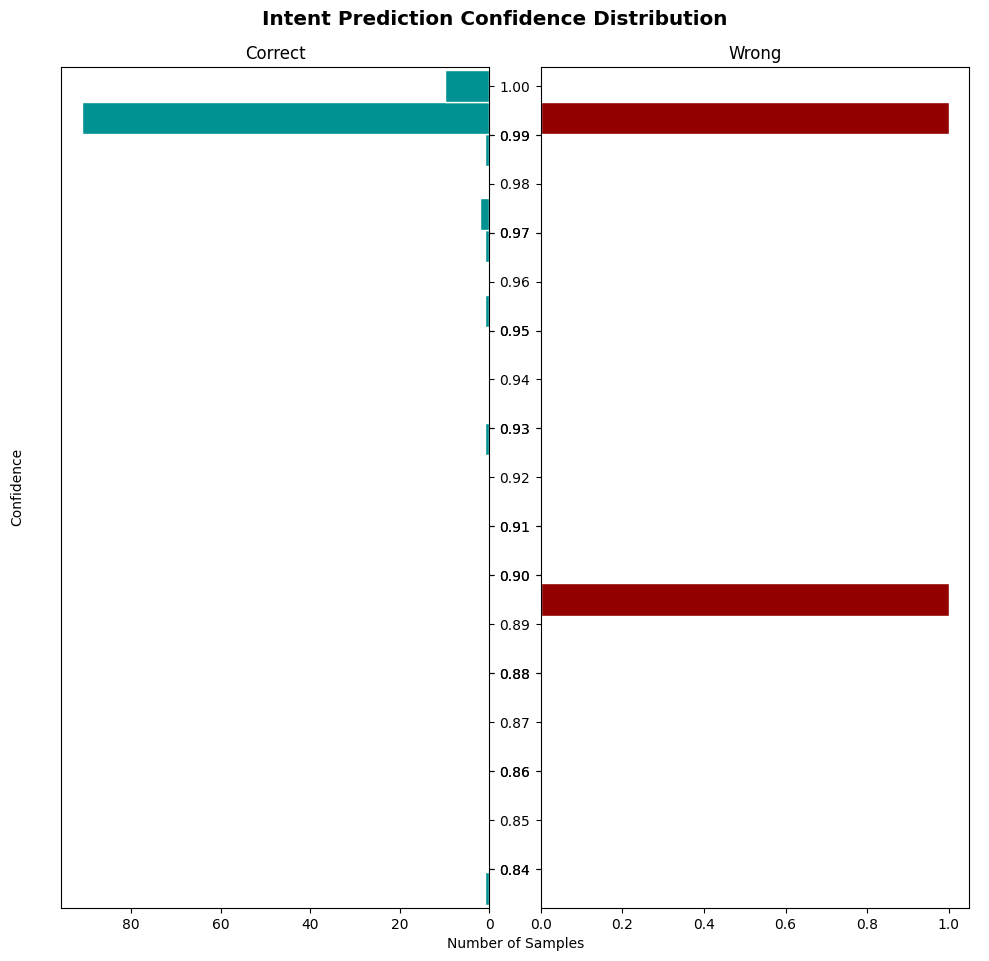 Intent Prediction Confidence Distribution
Correct
Wrong
1.00
0.99
0.98
0.97
0.96
0.95
0.94
0.93
0.92
0.91
0.90
0.89
0.88
0.87
0.86
0.85
0.84
Confidence
80 60 40 20 0
0.0 0.2 0.4 0.6 0.8 1.0
Number of Samples